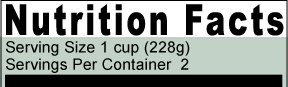 Nutrition Facts
Serving Size 1 cup (228g)
Servings Per Container  2